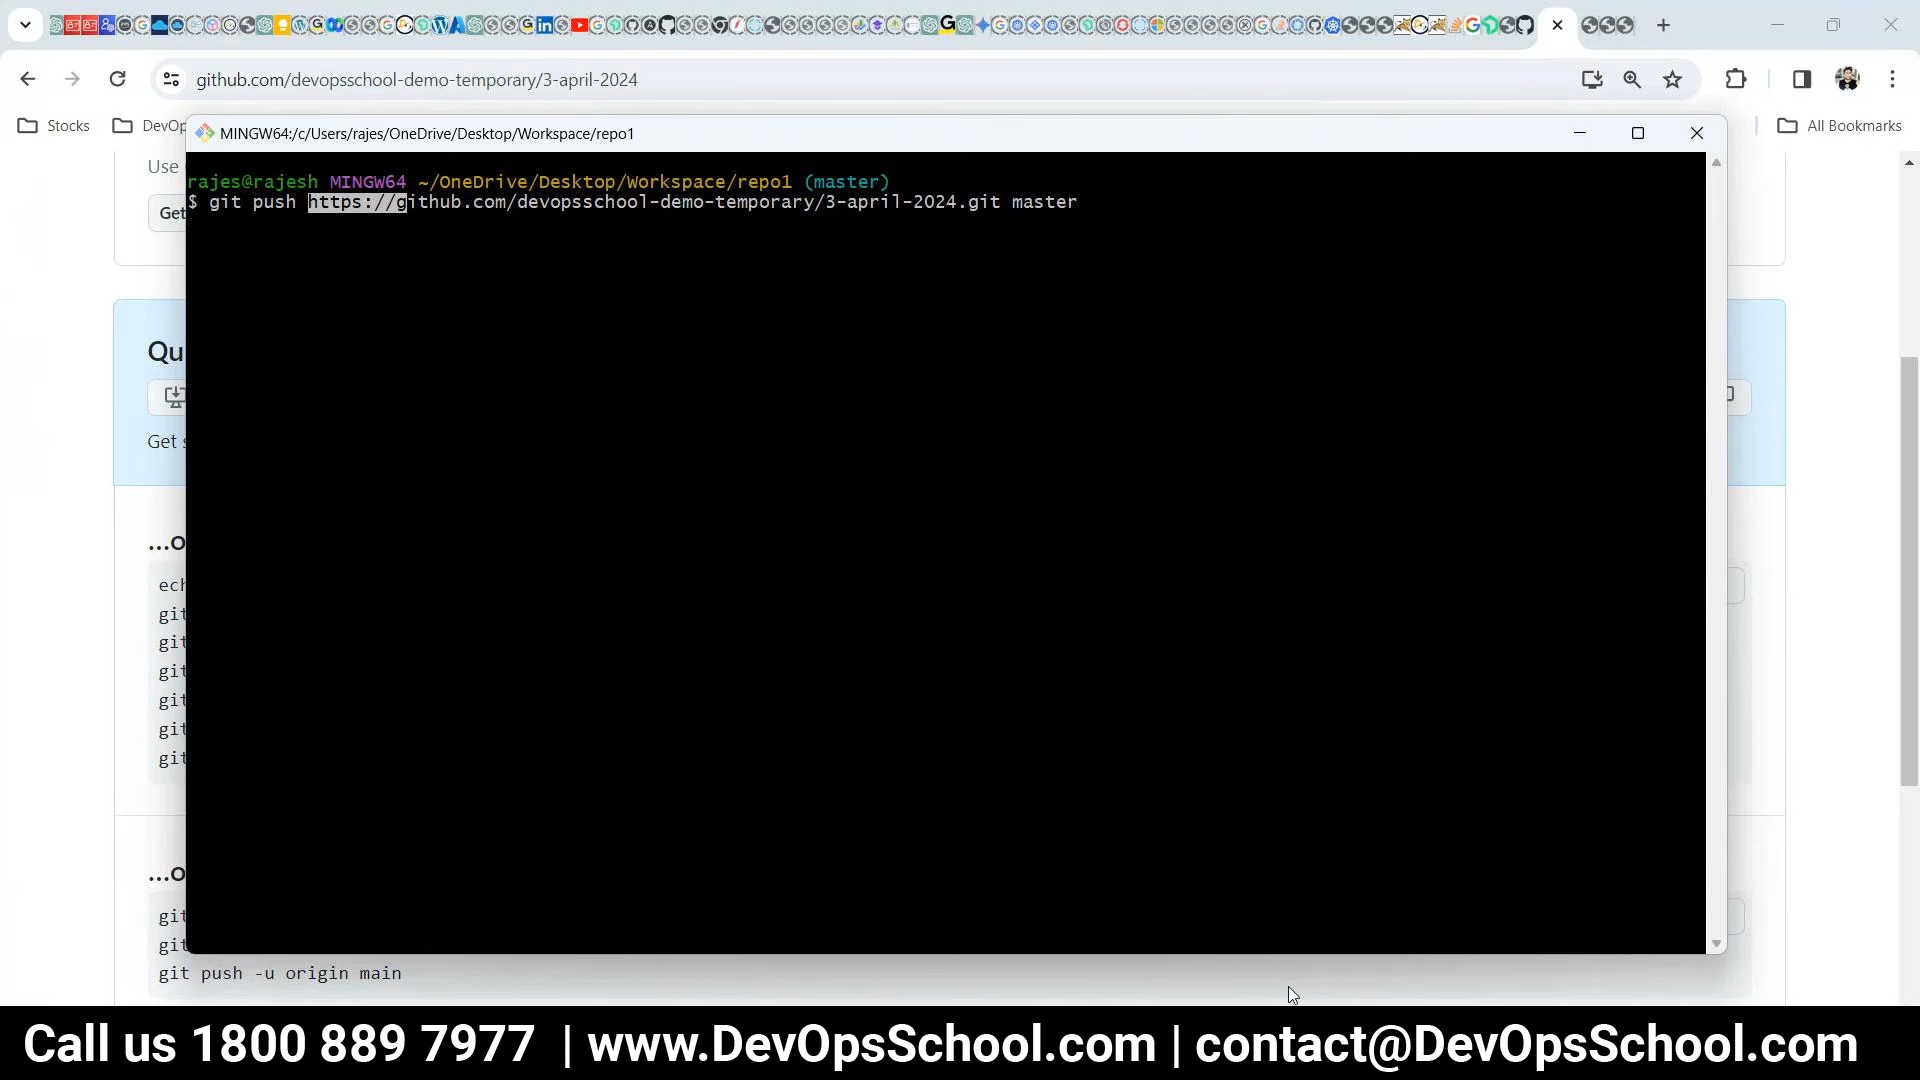 github.com/devopsschool-demo-temporary/3-april-2024
Stocks
DevOp
All Bookmarks
MINGW64:/c/Users/rajes/OneDrive/Desktop/Workspace/repo1
Use
rajes@rajesh MINGW64 ~/OneDrive/Desktop/Workspace/repo1 (master)
$ git push https://github.com/devopsschool-demo-temporary/3-april-2024.git master
Get
Qu
Get s
...o
ech
git
git
git
git
git
git
...o
git
git
git push -u origin main
Call us 1800 889 7977 | www.DevOpsSchool.com | contact@DevOpsSchool.com